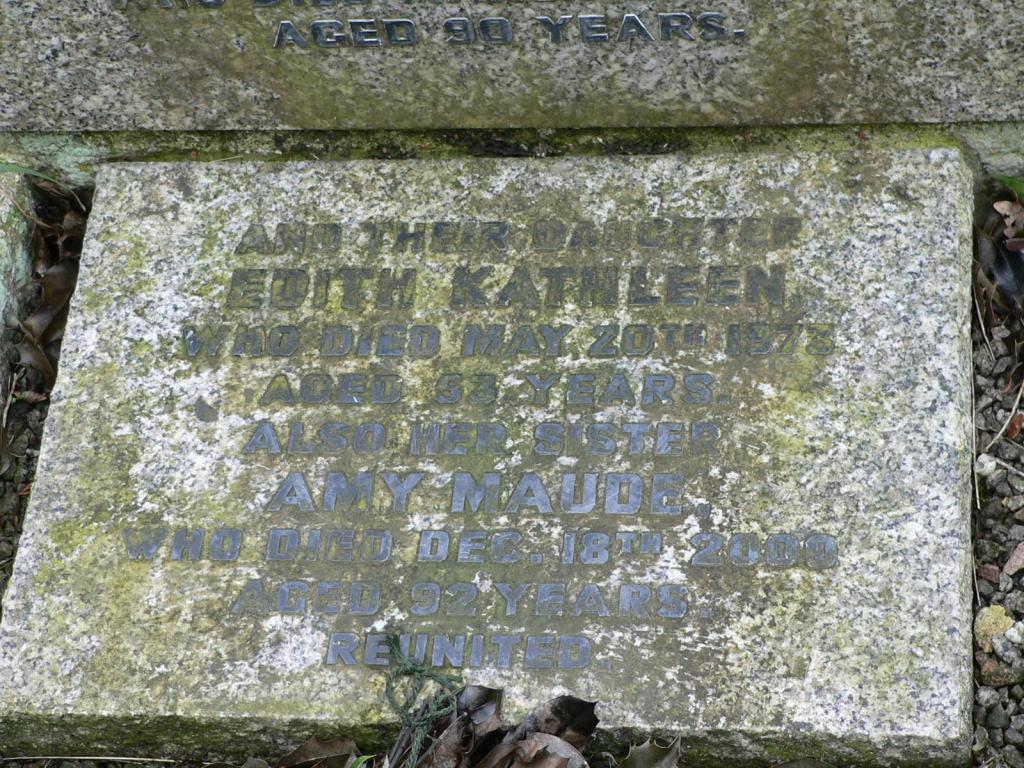 AGED 90 YEARS.
AND THEIR DAUGHTER
EDITH KATHLEEN,
WHO DIED MAY 20TH 1973
AGED 53 YEARS.
ALSO HER SISTER
AMY MAUDE,
WHO DIED DEC. 18TH 2000
AGED 92 YEARS.
REUNITED.